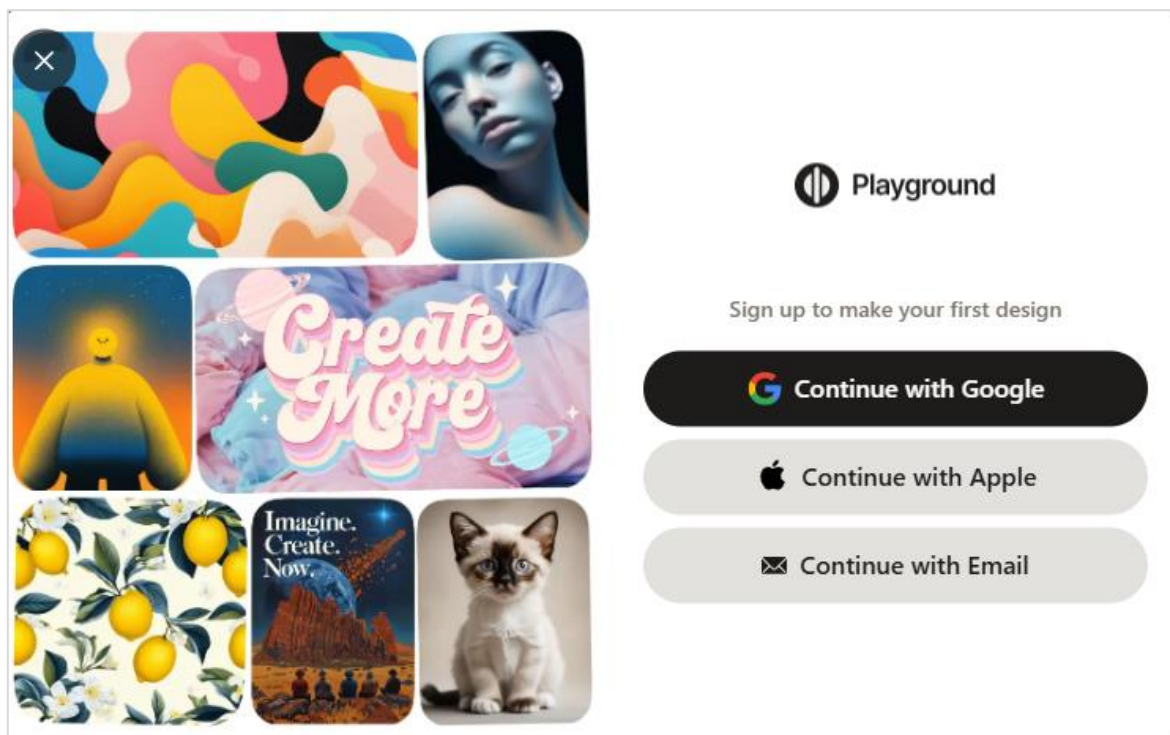 Create
More
Imagine.
Create.
Now.
Playground
Sign up to make your first design
Continue with Google
Continue with Apple
Continue with Email